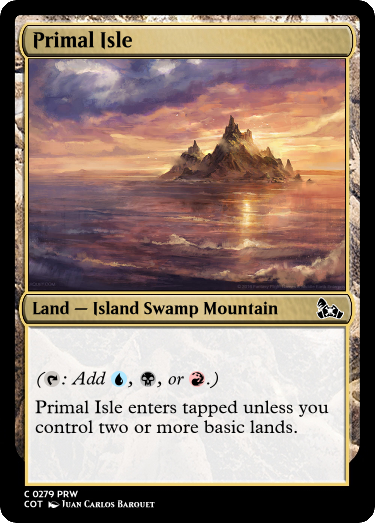 Primal Isle
Land — Island Swamp Mountain
(: Add , , or .)
Primal Isle enters tapped unless you
control two or more basic lands.
C 0279 PRW
COT Juan Carlos Barquet